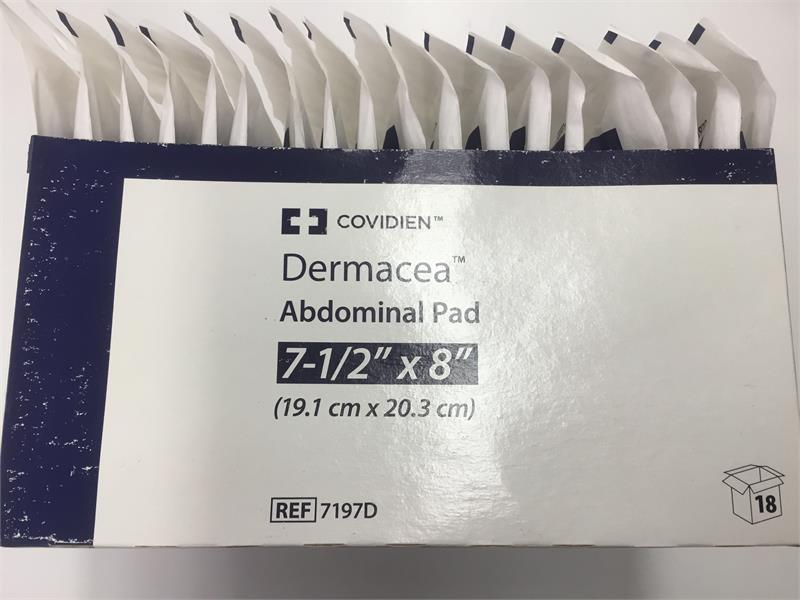 COVIDIEN™
Dermacea™
Abdominal Pad
7-1/2" x 8"
(19.1 cm x 20.3 cm)
REF 7197D
18